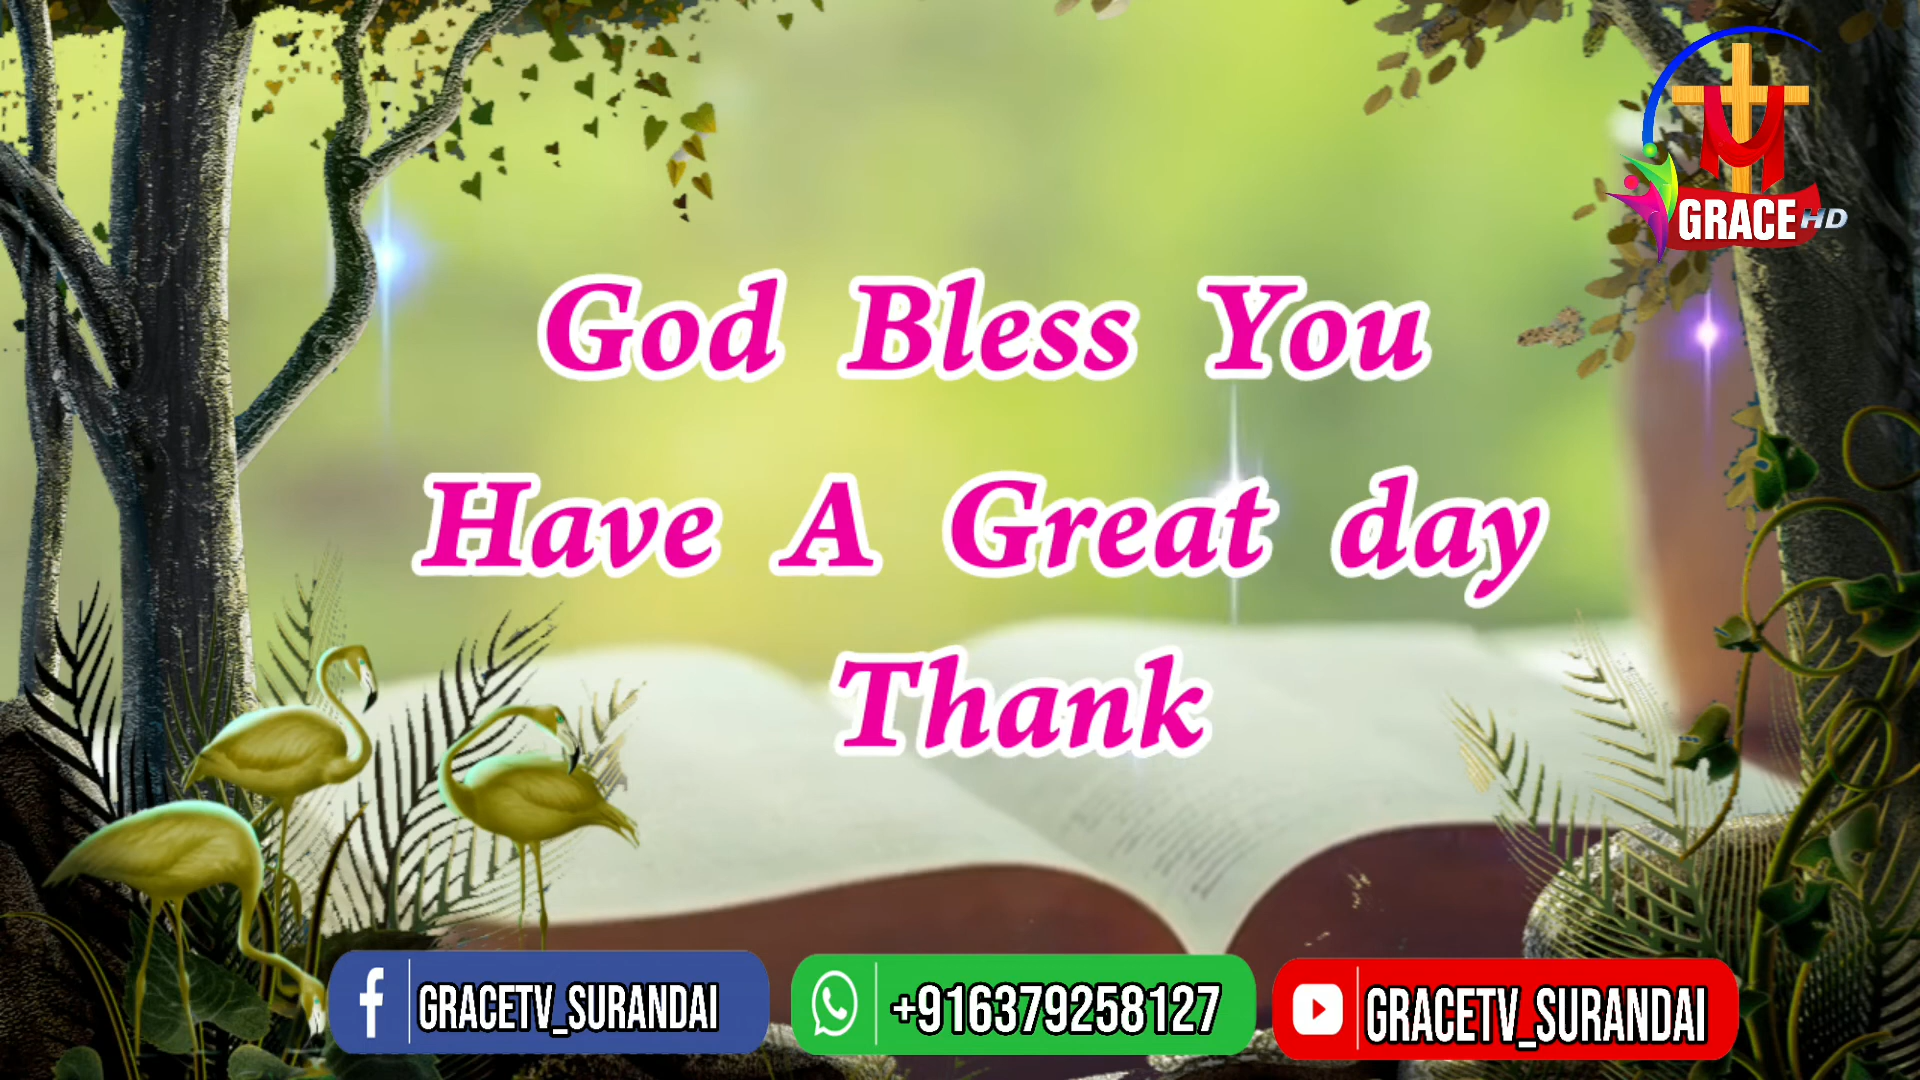 GRACE HD
God Bless You
Have A Great day
Thank
GRACETV_SURANDAI
+916379258127
GRACETV_SURANDAI